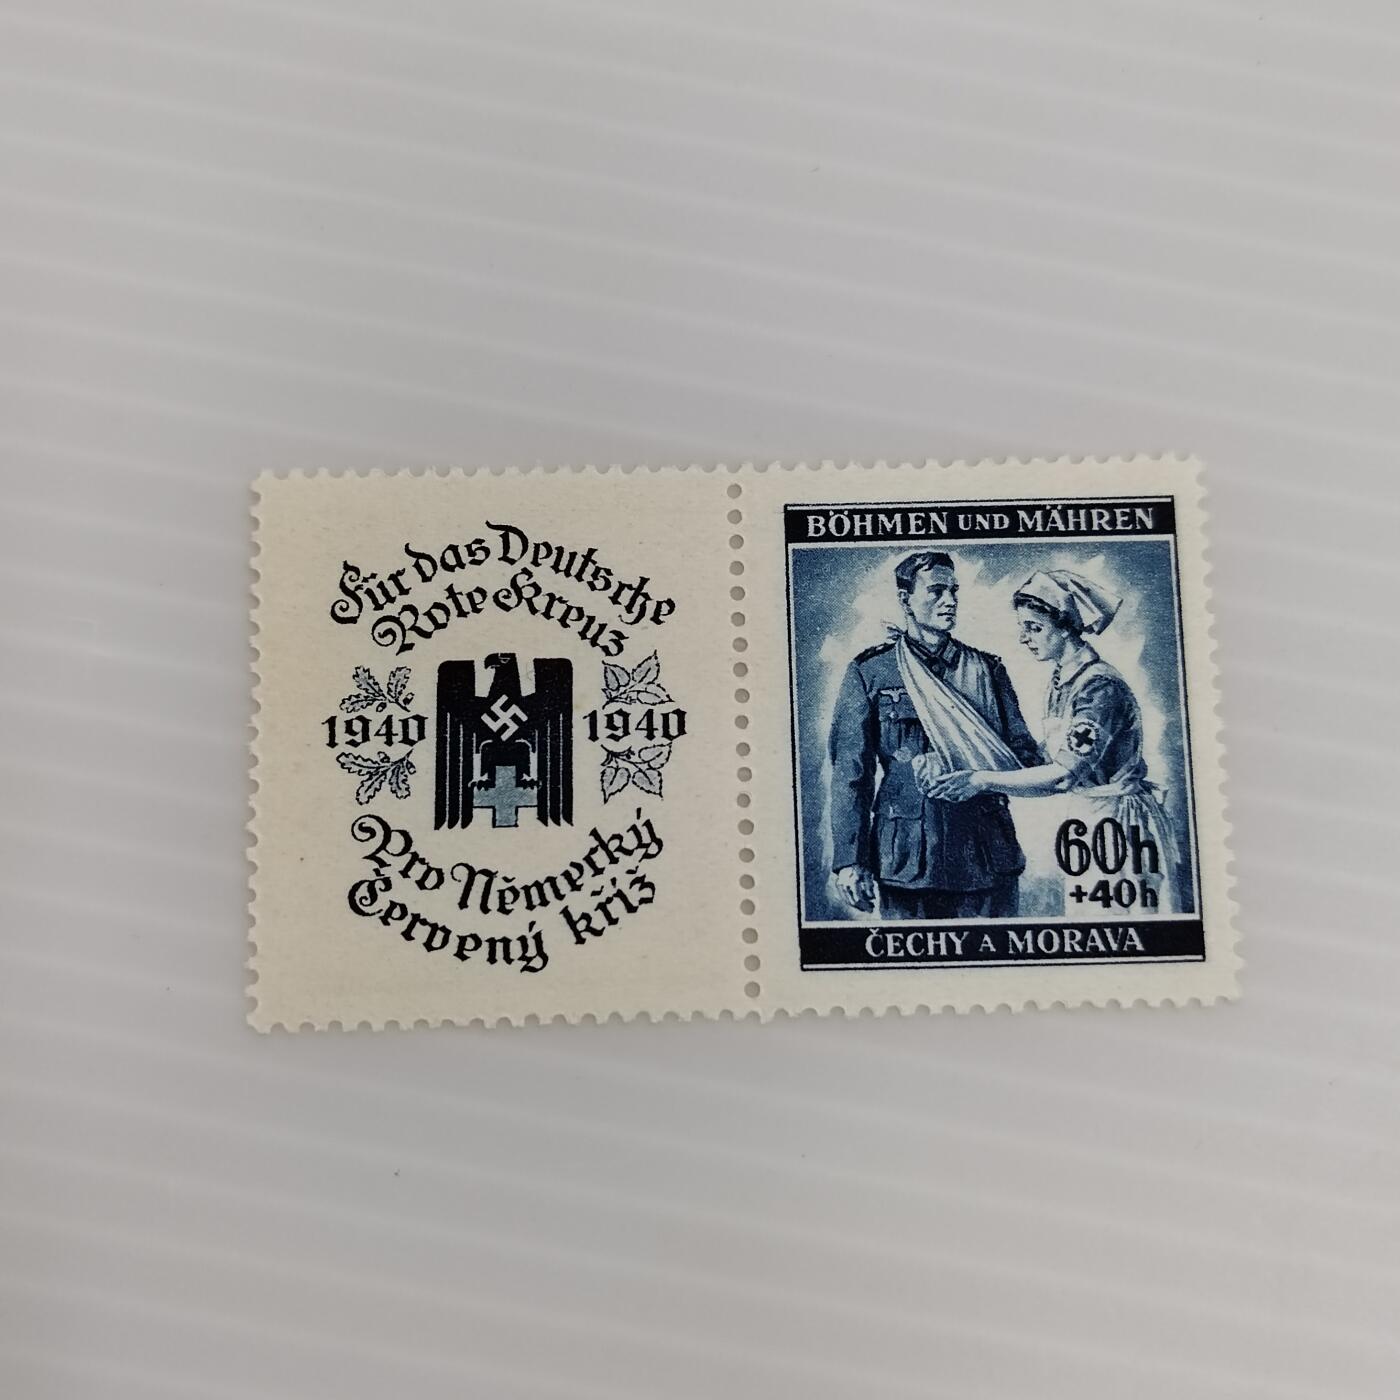 Für das Deutsche
Rote Kreuz
1940 1940
Pro Německý
Červený kříž
BÖHMEN UND MÄHREN
60h
+40h
ČECHY A MORAVA